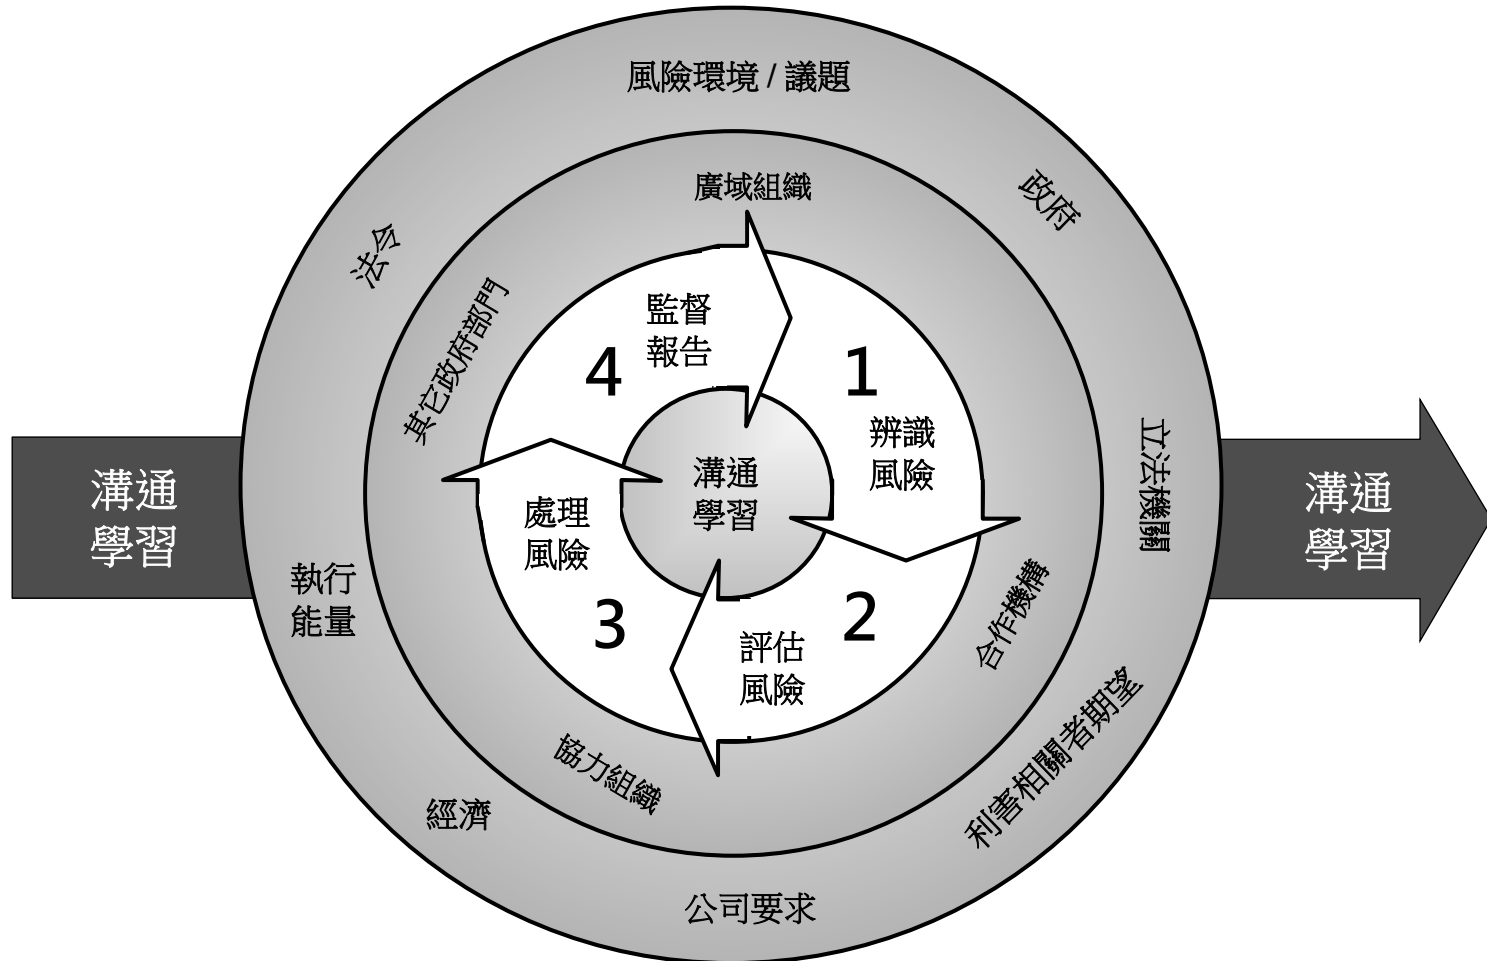 風險環境 / 議題
政府
法令
廣域組織
其它政府部門
監督
報告
4
1
辨識
風險
立法機關
溝通
學習
溝通
學習
溝通
學習
處理
風險
執行
能量
3
2
評估
風險
合作機構
協力組織
利害相關者期望
經濟
公司要求